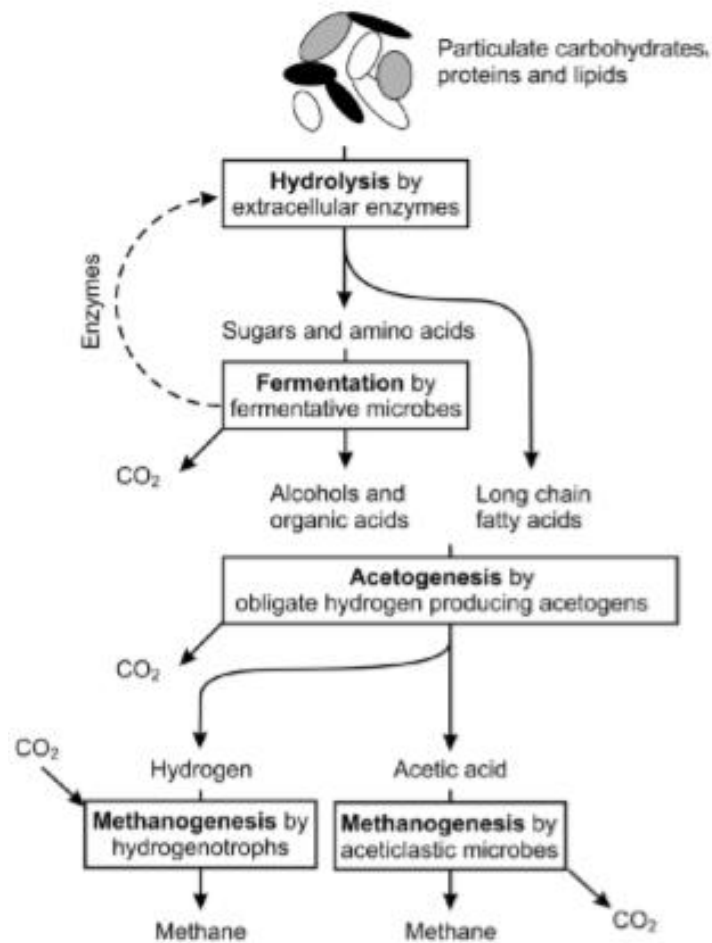 Particulate carbohydrates,
proteins and lipids
Hydrolysis by
extracellular enzymes
Enzymes
Sugars and amino acids
Fermentation by
fermentative microbes
CO₂
Alcohols and
organic acids
Long chain
fatty acids
Acetogenesis by
obligate hydrogen producing acetogens
CO₂
CO₂
Hydrogen
Acetic acid
Methanogenesis by
hydrogenotrophs
Methanogenesis by
aceticlastic microbes
CO₂
Methane
Methane